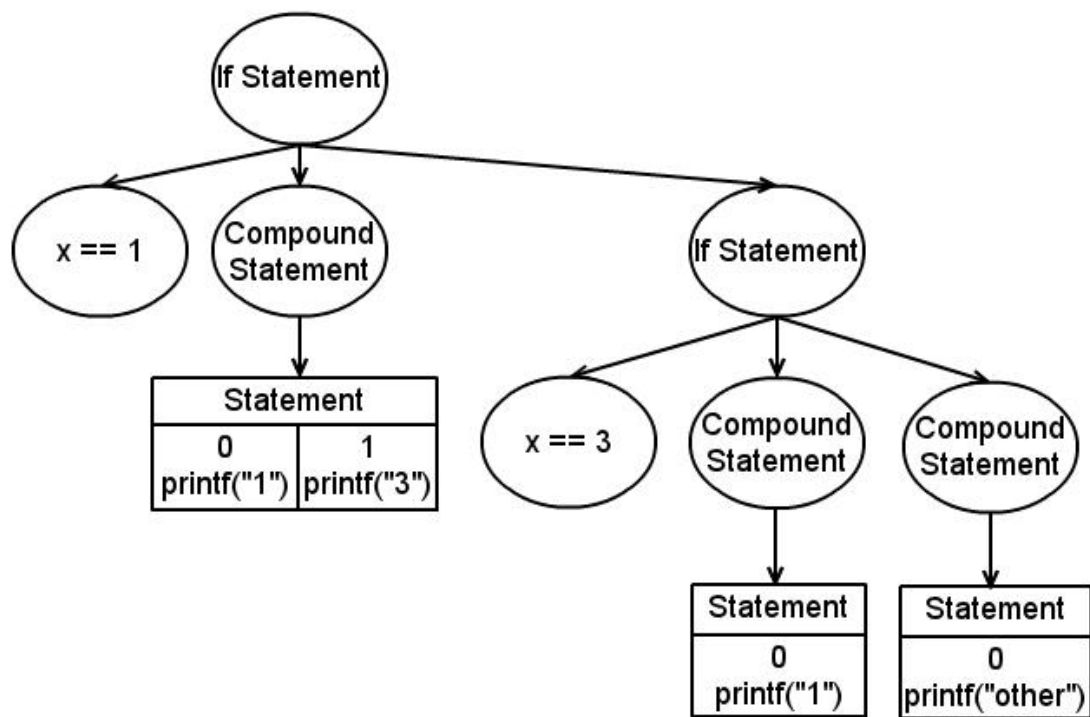 If Statement
x == 1
Compound
Statement
If Statement
Statement
0
printf("1")
1
printf("3")
x == 3
Compound
Statement
Compound
Statement
Statement
0
printf("1")
Statement
0
printf("other")